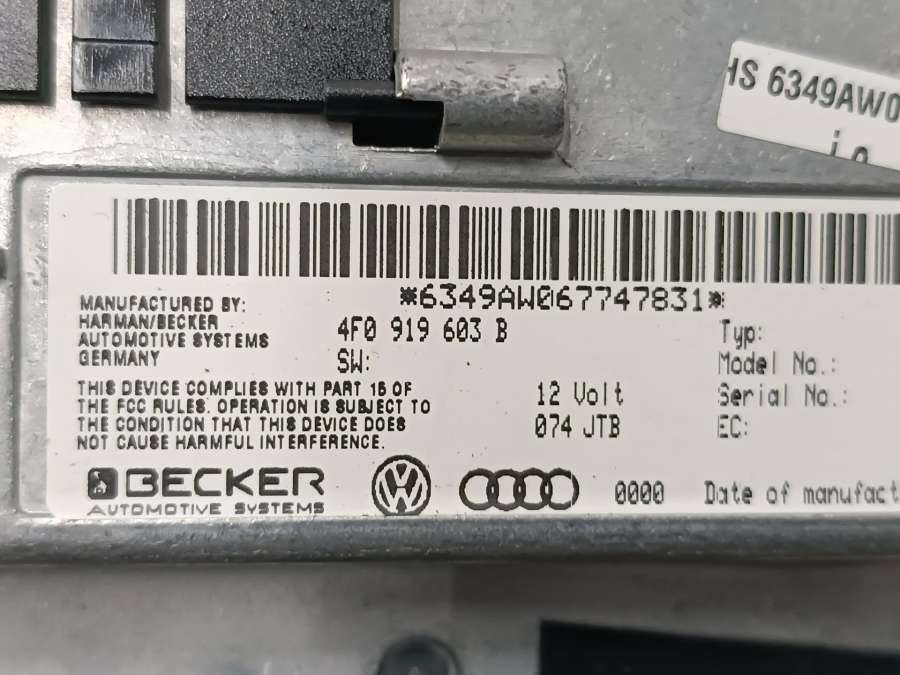 HS 6349AW0
*6349AW067747831*
MANUFACTURED BY:
HARMAN/BECKER
AUTOMOTIVE SYSTEMS
GERMANY
4F0 919 603 B
SW:
Typ:
Model No.:
THIS DEVICE COMPLIES WITH PART 15 OF
THE FCC RULES. OPERATION IS SUBJECT TO
THE CONDITION THAT THIS DEVICE DOES
NOT CAUSE HARMFUL INTERFERENCE.
12 Volt
074 JTB
Serial No.:
EC:
BECKER
AUTOMOTIVE SYSTEMS
0000
Date of manufact